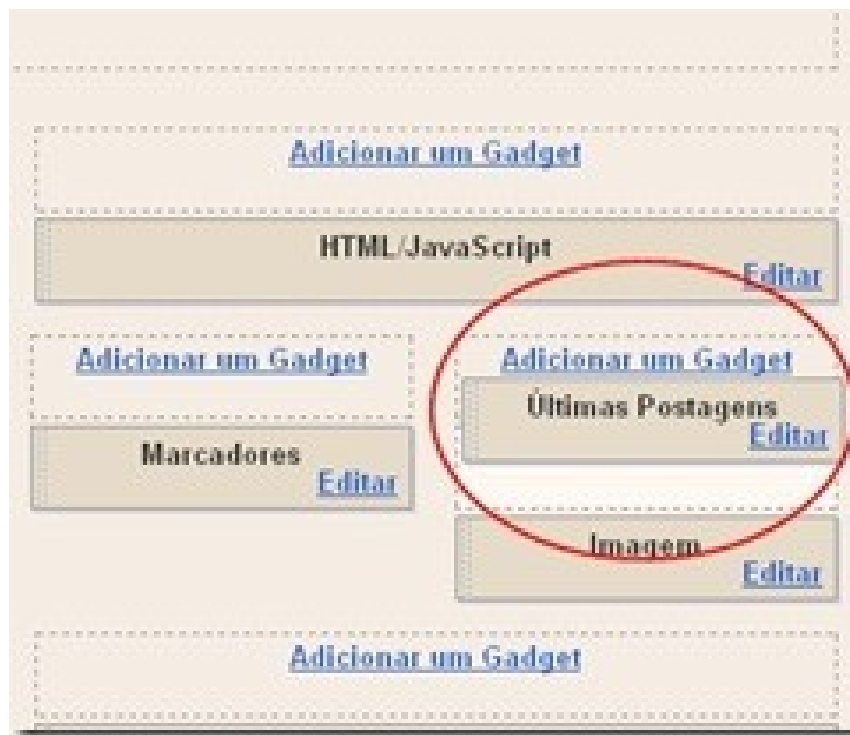 Adicionar um Gadget
HTML/JavaScript
Editar
Adicionar um Gadget
Marcadores
Editar
Adicionar um Gadget
Últimas Postagens
Editar
Imagem
Editar
Adicionar um Gadget